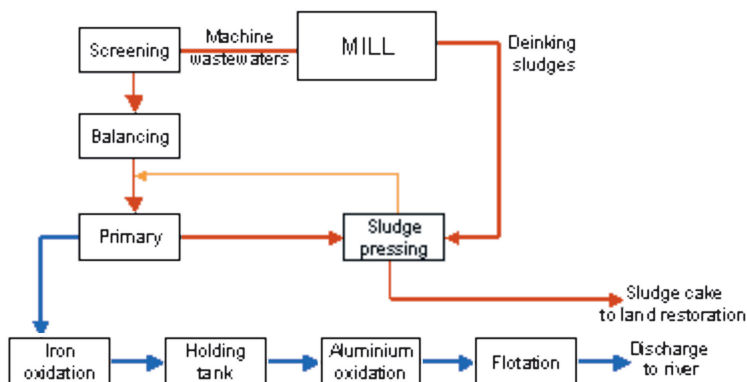 Screening
Machine
wastewaters
MILL
Deinking
sludges
Balancing
Primary
Sludge
pressing
Sludge cake
to land restoration
Iron
oxidation
Holding
tank
Aluminium
oxidation
Flotation
Discharge
to river